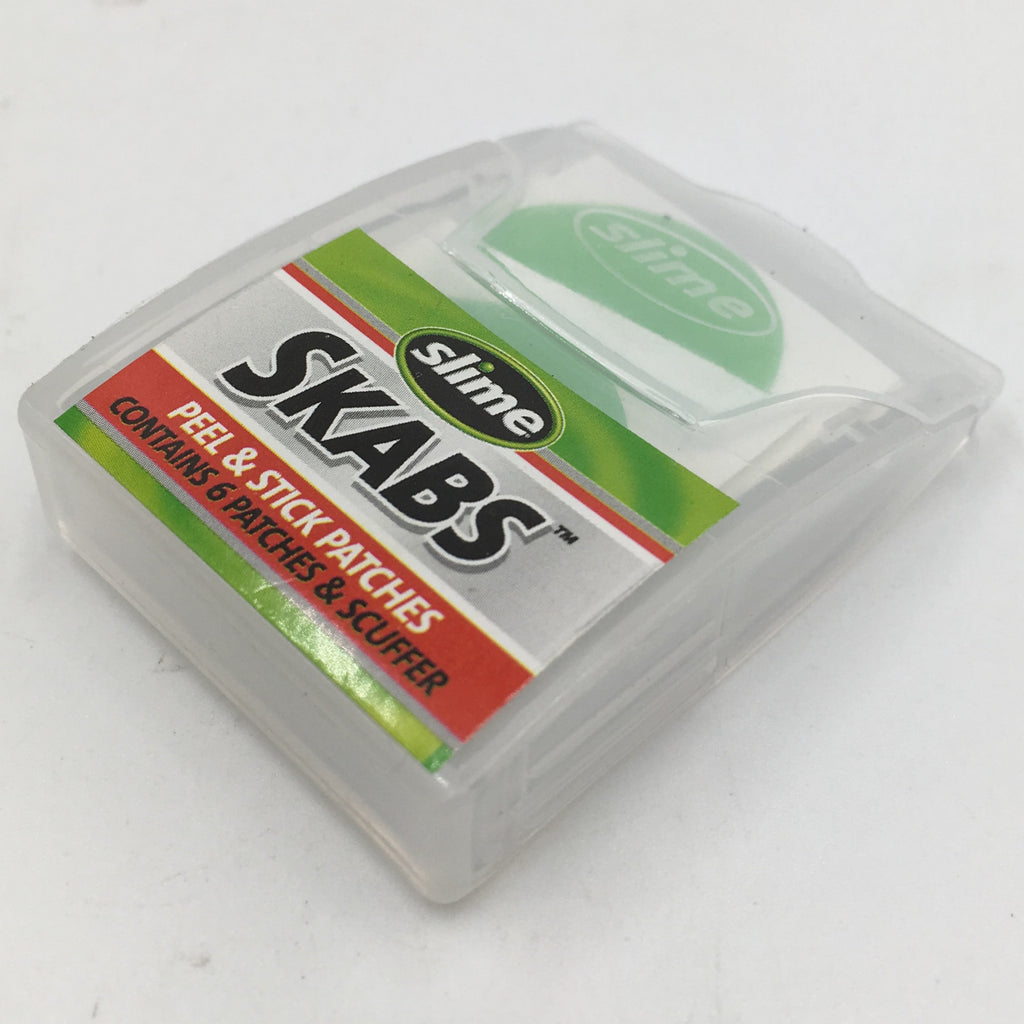 slime
slime
SKABS™
PEEL & STICK PATCHES
CONTAINS 6 PATCHES & SCUFFER